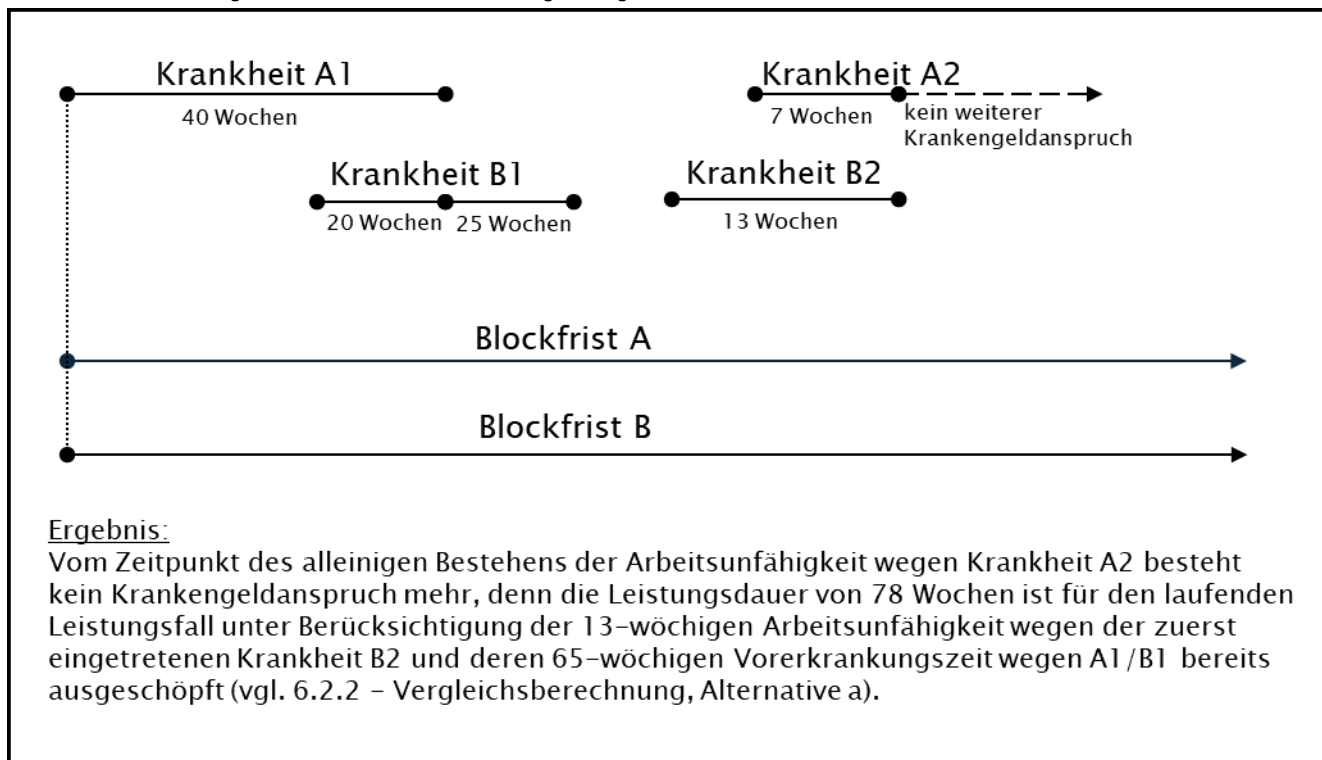 Krankheit A1
40 Wochen
Krankheit A2
7 Wochen
kein weiterer
Krankengeldanspruch
Krankheit B1
20 Wochen
25 Wochen
Krankheit B2
13 Wochen
Blockfrist A
Blockfrist B
Ergebnis:
Vom Zeitpunkt des alleinigen Bestehens der Arbeitsunfähigkeit wegen Krankheit A2 besteht
kein Krankengeldanspruch mehr, denn die Leistungsdauer von 78 Wochen ist für den laufenden
Leistungsfall unter Berücksichtigung der 13-wöchigen Arbeitsunfähigkeit wegen der zuerst
eingetretenen Krankheit B2 und deren 65-wöchigen Vorerkrankungszeit wegen A1/B1 bereits
ausgeschöpft (vgl. 6.2.2 – Vergleichsberechnung, Alternative a).